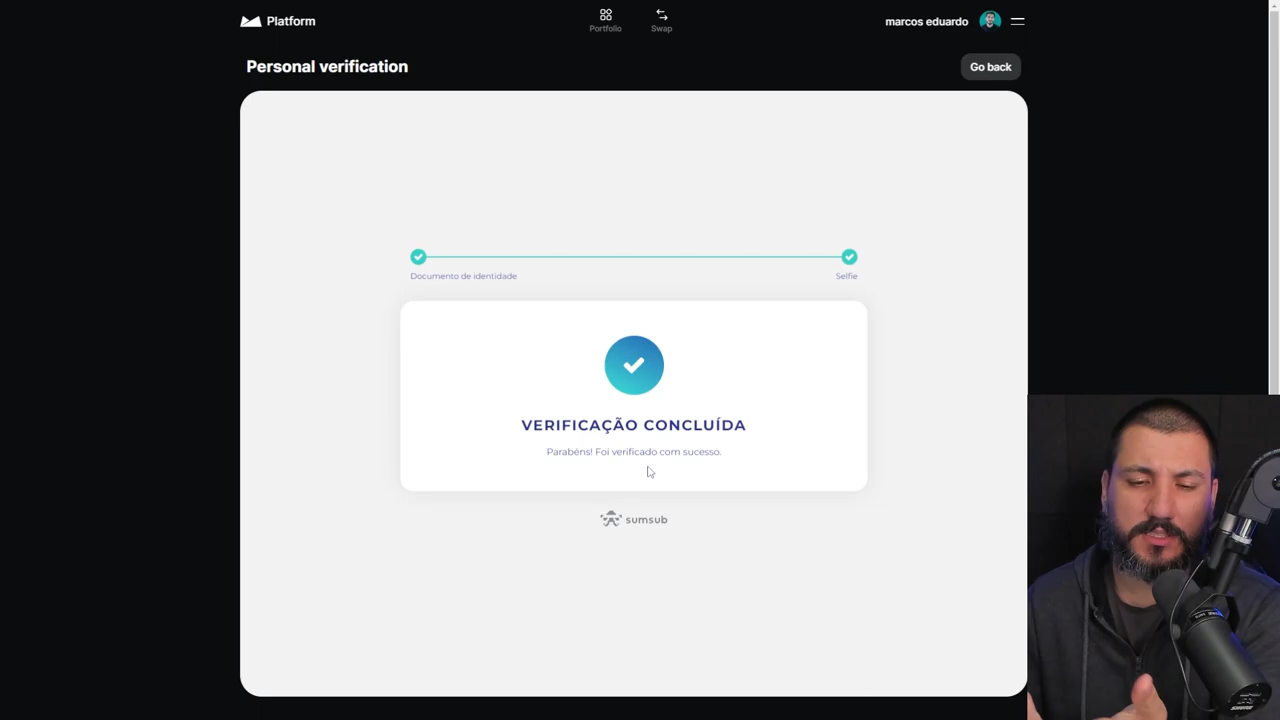 Platform
Portfolio
Swap
marcos eduardo
Personal verification
Go back
Documento de identidade
Selfie
VERIFICAÇÃO CONCLUÍDA
Parabéns! Foi verificado com sucesso.
sumsub